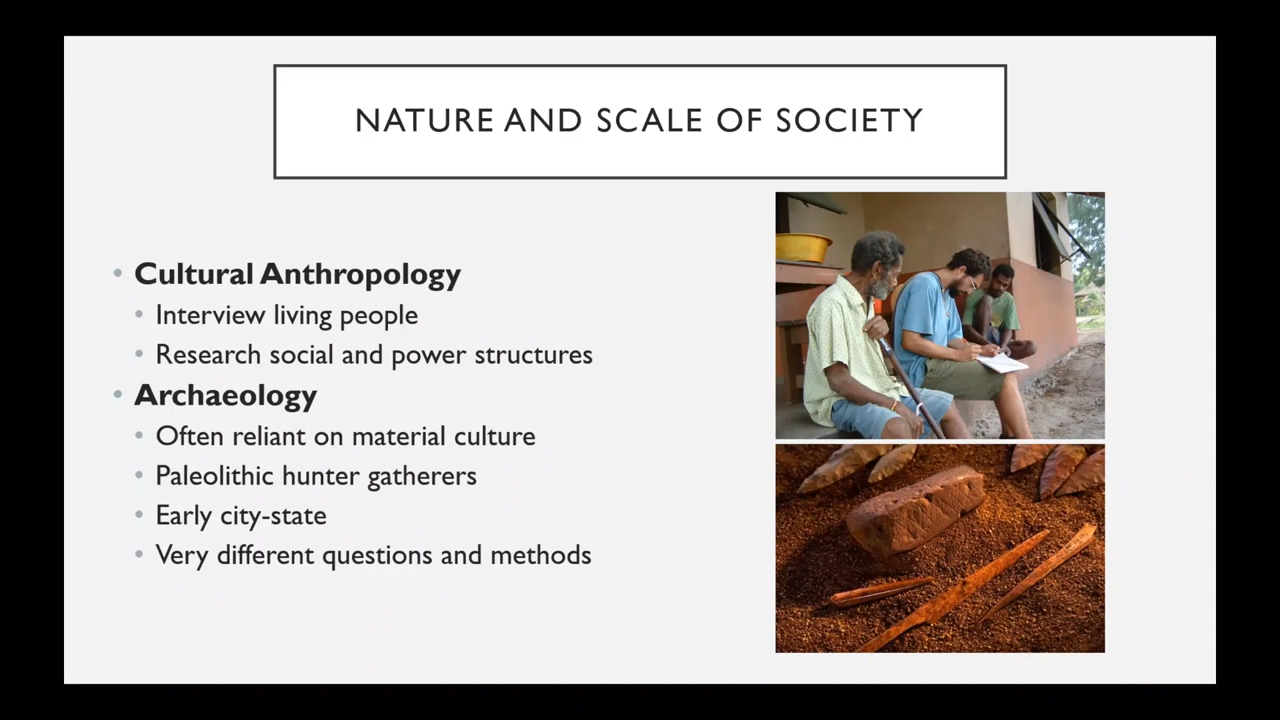 NATURE AND SCALE OF SOCIETY
• Cultural Anthropology
• Interview living people
• Research social and power structures
• Archaeology
• Often reliant on material culture
• Paleolithic hunter gatherers
• Early city-state
• Very different questions and methods